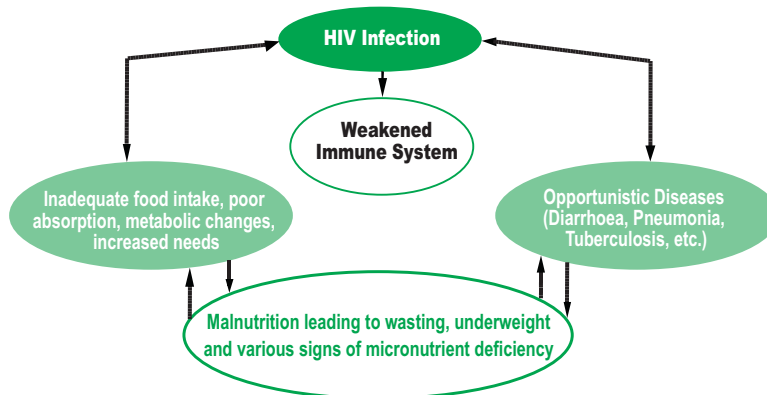 HIV Infection
Weakened
Immune System
Inadequate food intake, poor
absorption, metabolic changes,
increased needs
Opportunistic Diseases
(Diarrhoea, Pneumonia,
Tuberculosis, etc.)
Malnutrition leading to wasting, underweight
and various signs of micronutrient deficiency